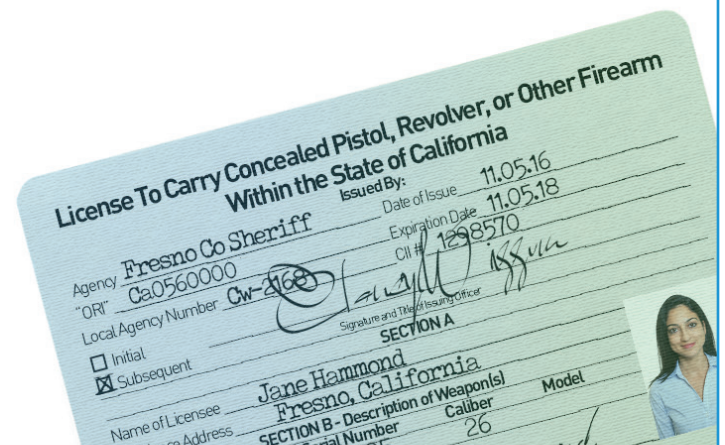 License To Carry Concealed Pistol, Revolver, or Other Firearm
Within the State of California
Issued By:
Agency Fresno Co Sheriff Date of Issue 11.05.16
"ORI" Ca0560000 Expiration Date 11.05.18
Local Agency Number Cw-2168 CII # 1298570
Signature and Title of Issuing Officer
Initial
Subsequent
SECTION A
Name of Licensee Jane Hammond
Address Fresno, California
SECTION B - Description of Weapon(s)
Serial Number Caliber Model
26